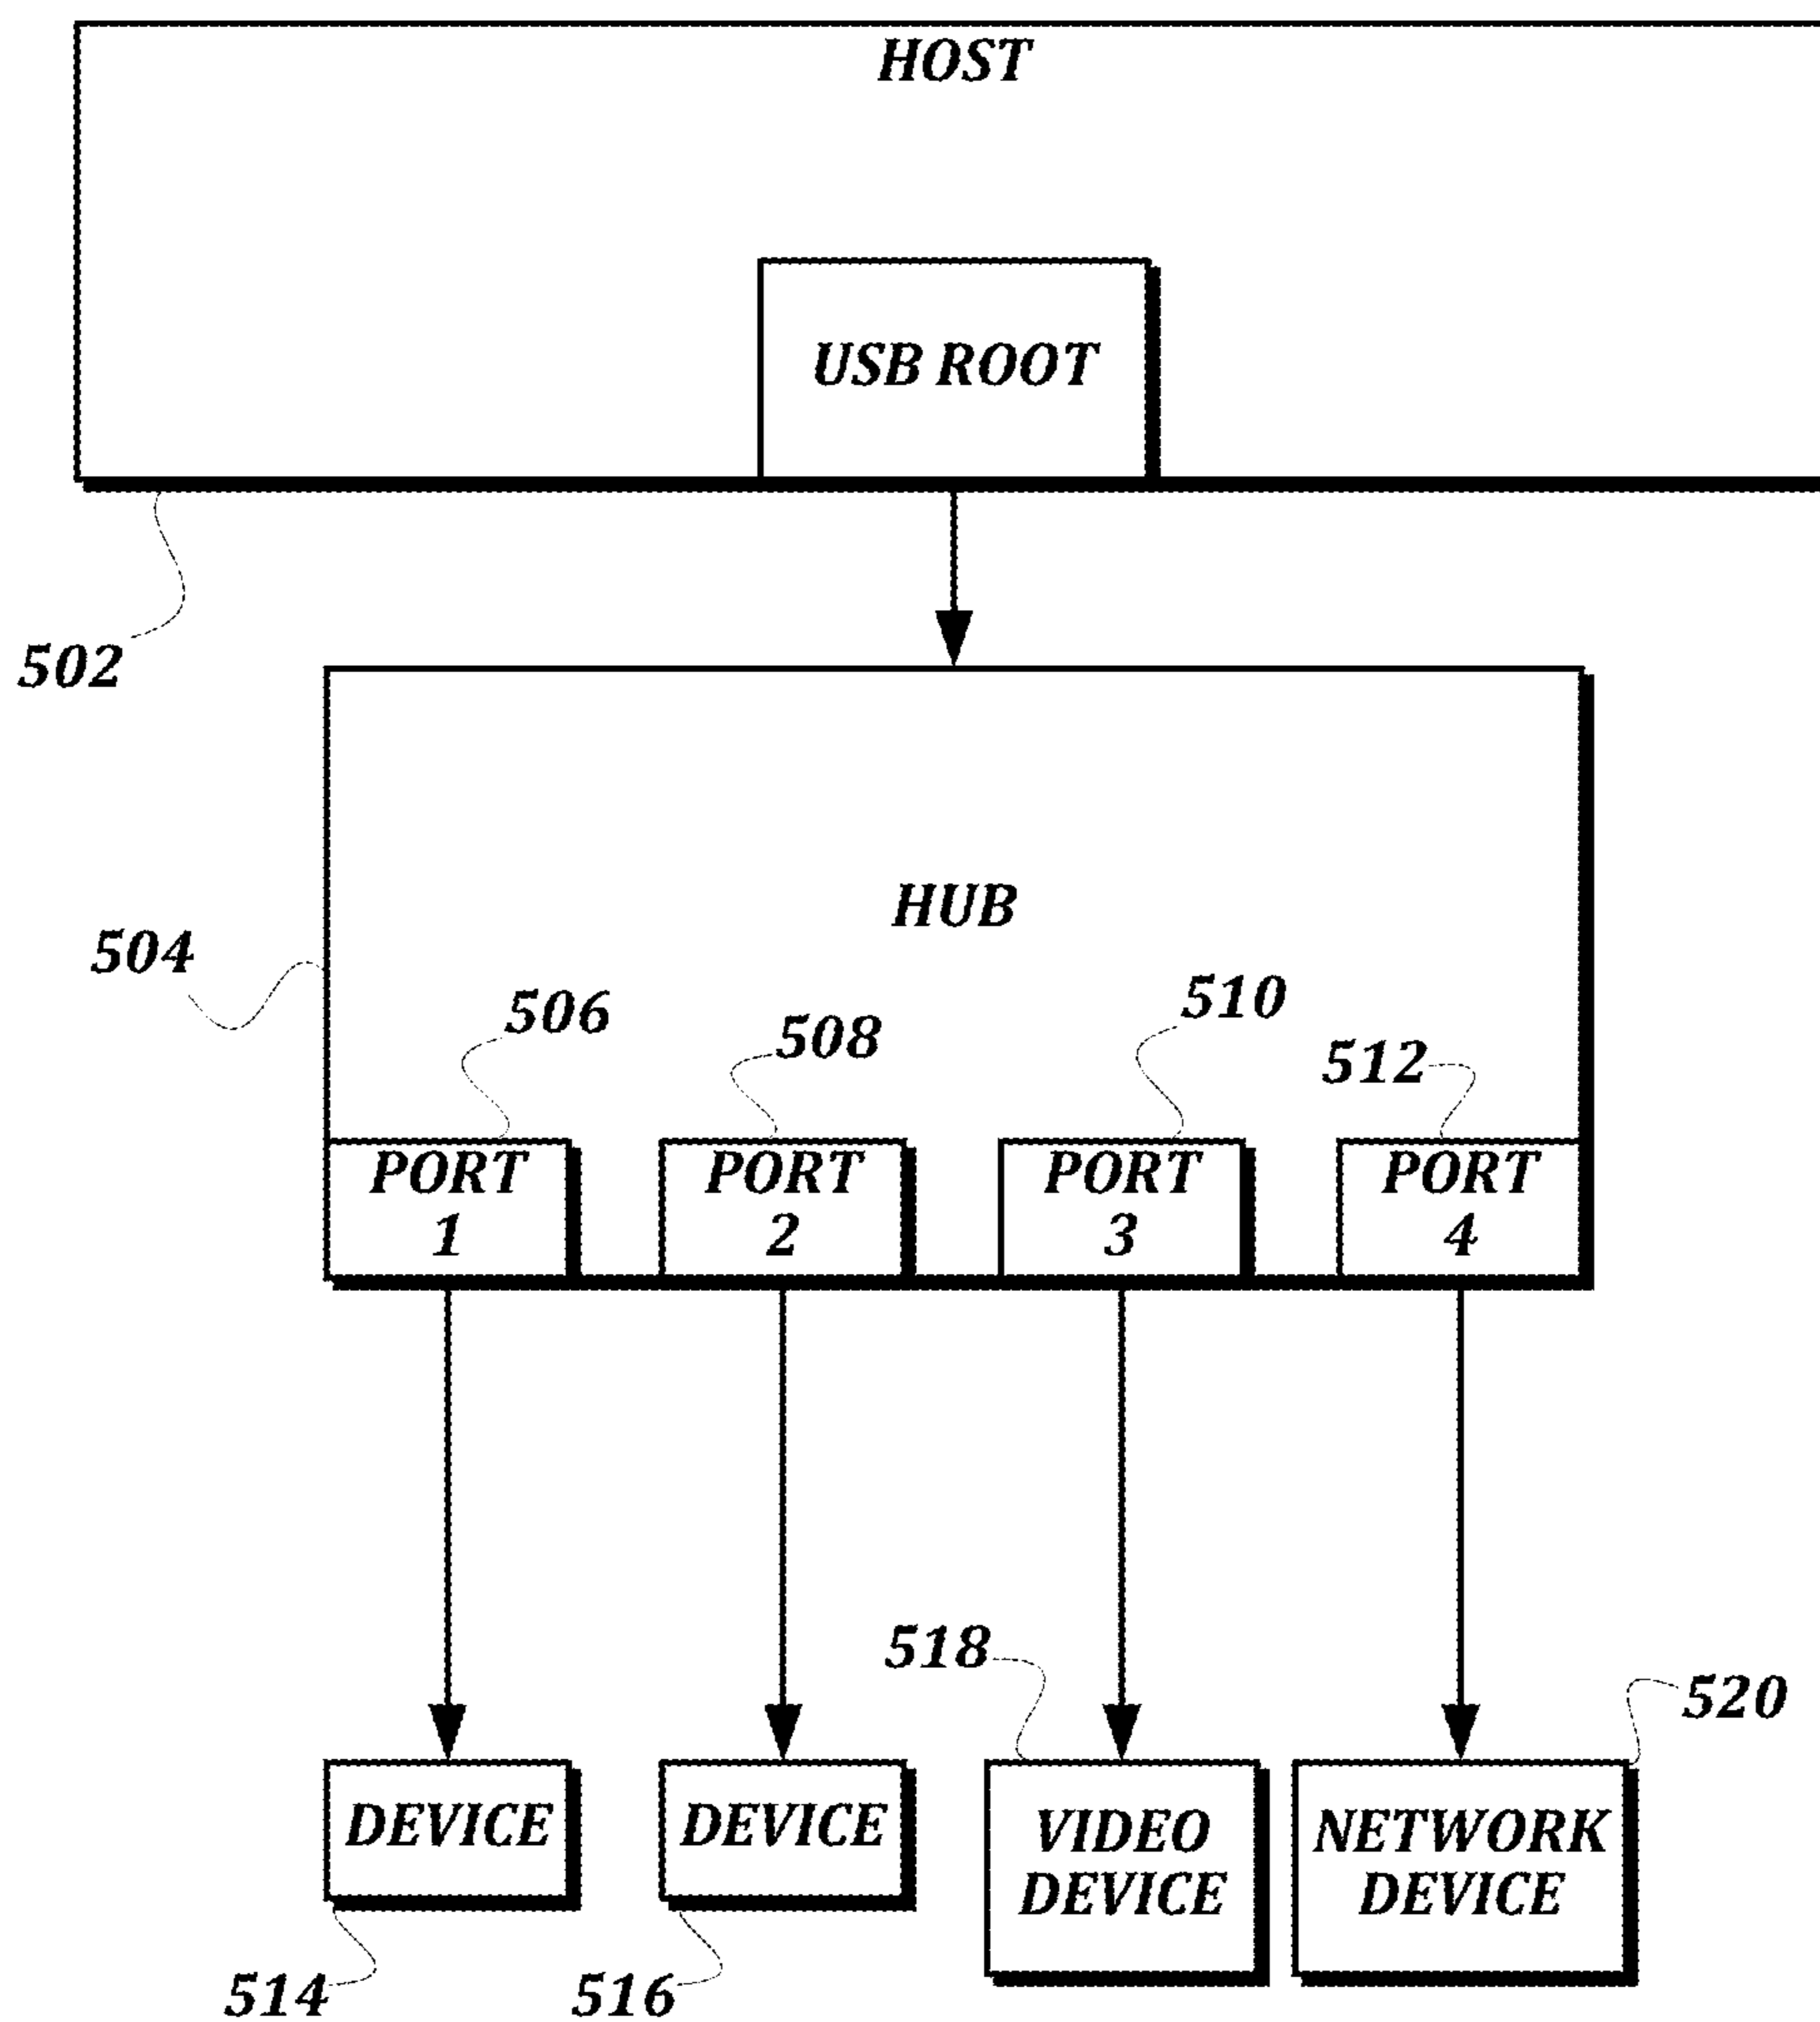 HOST
USB ROOT
502
HUB
504
506
508
510
512
PORT
1
PORT
2
PORT
3
PORT
4
518
520
DEVICE
DEVICE
VIDEO
DEVICE
NETWORK
DEVICE
514
516